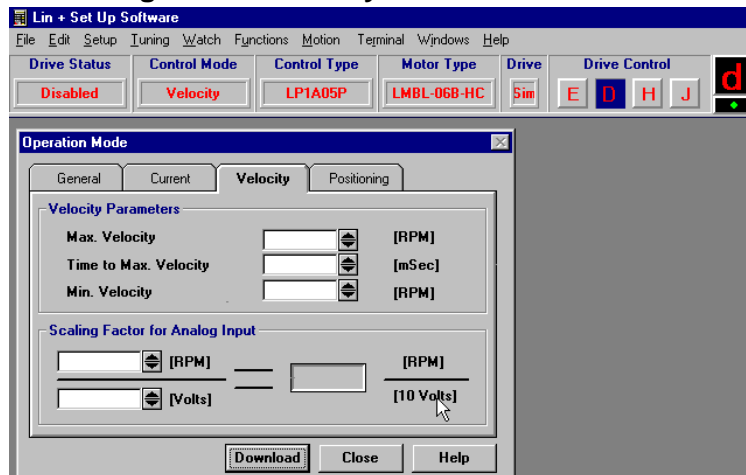 Lin + Set Up Software
File Edit Setup Tuning Watch Functions Motion Terminal Windows Help
Drive Status Control Mode Control Type Motor Type Drive Drive Control
Disabled Velocity LP1A05P LMBL-06B-HC Sim E D H J d
Operation Mode
General Current Velocity Positioning
Velocity Parameters
Max. Velocity [RPM]
Time to Max. Velocity [mSec]
Min. Velocity [RPM]
Scaling Factor for Analog Input
[RPM] [RPM]
[Volts] [10 Volts]
Download Close Help